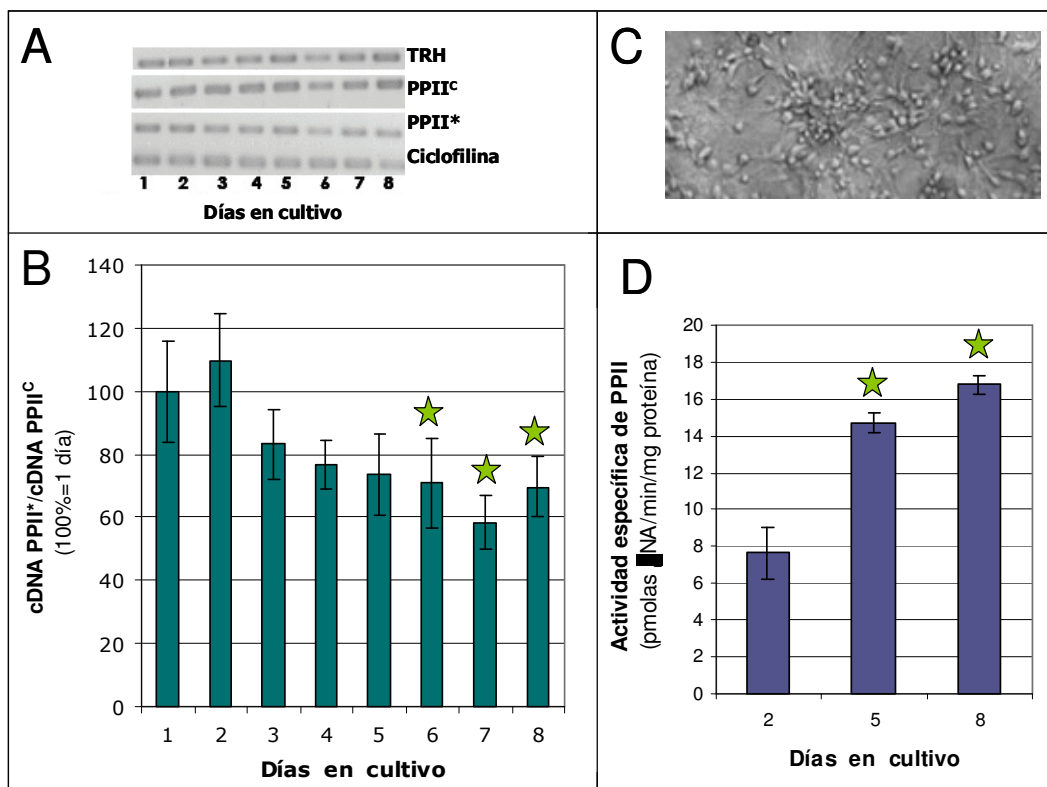 A
TRH
PPIIᶜ
PPII*
Ciclofilina
1 2 3 4 5 6 7 8
Días en cultivo
C
B
cDNA PPII*/cDNA PPIIᶜ
(100%=1 día)
140
120
100
80
60
40
20
0
1 2 3 4 5 6 7 8
Días en cultivo
D
Actividad específica de PPII
(pmolas NA/min/mg proteína)
20
18
16
14
12
10
8
6
4
2
0
2 5 8
Días en cultivo